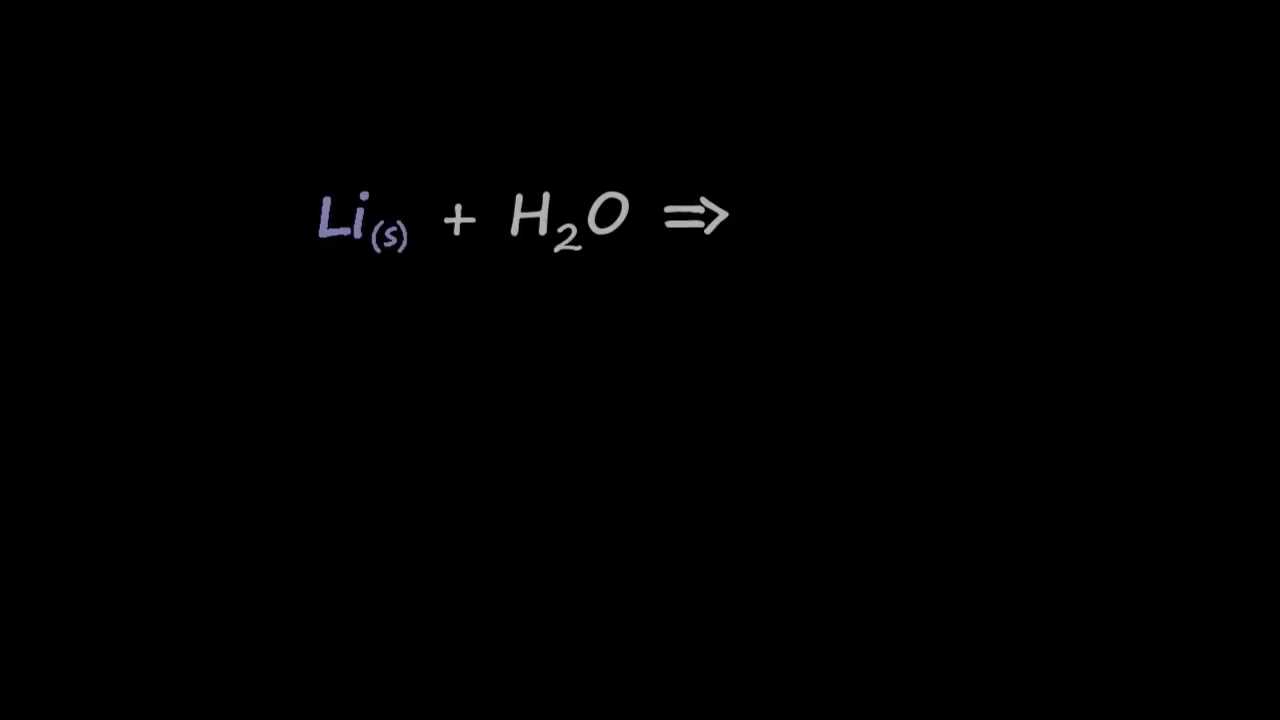 Li(s) + H₂O ⇒